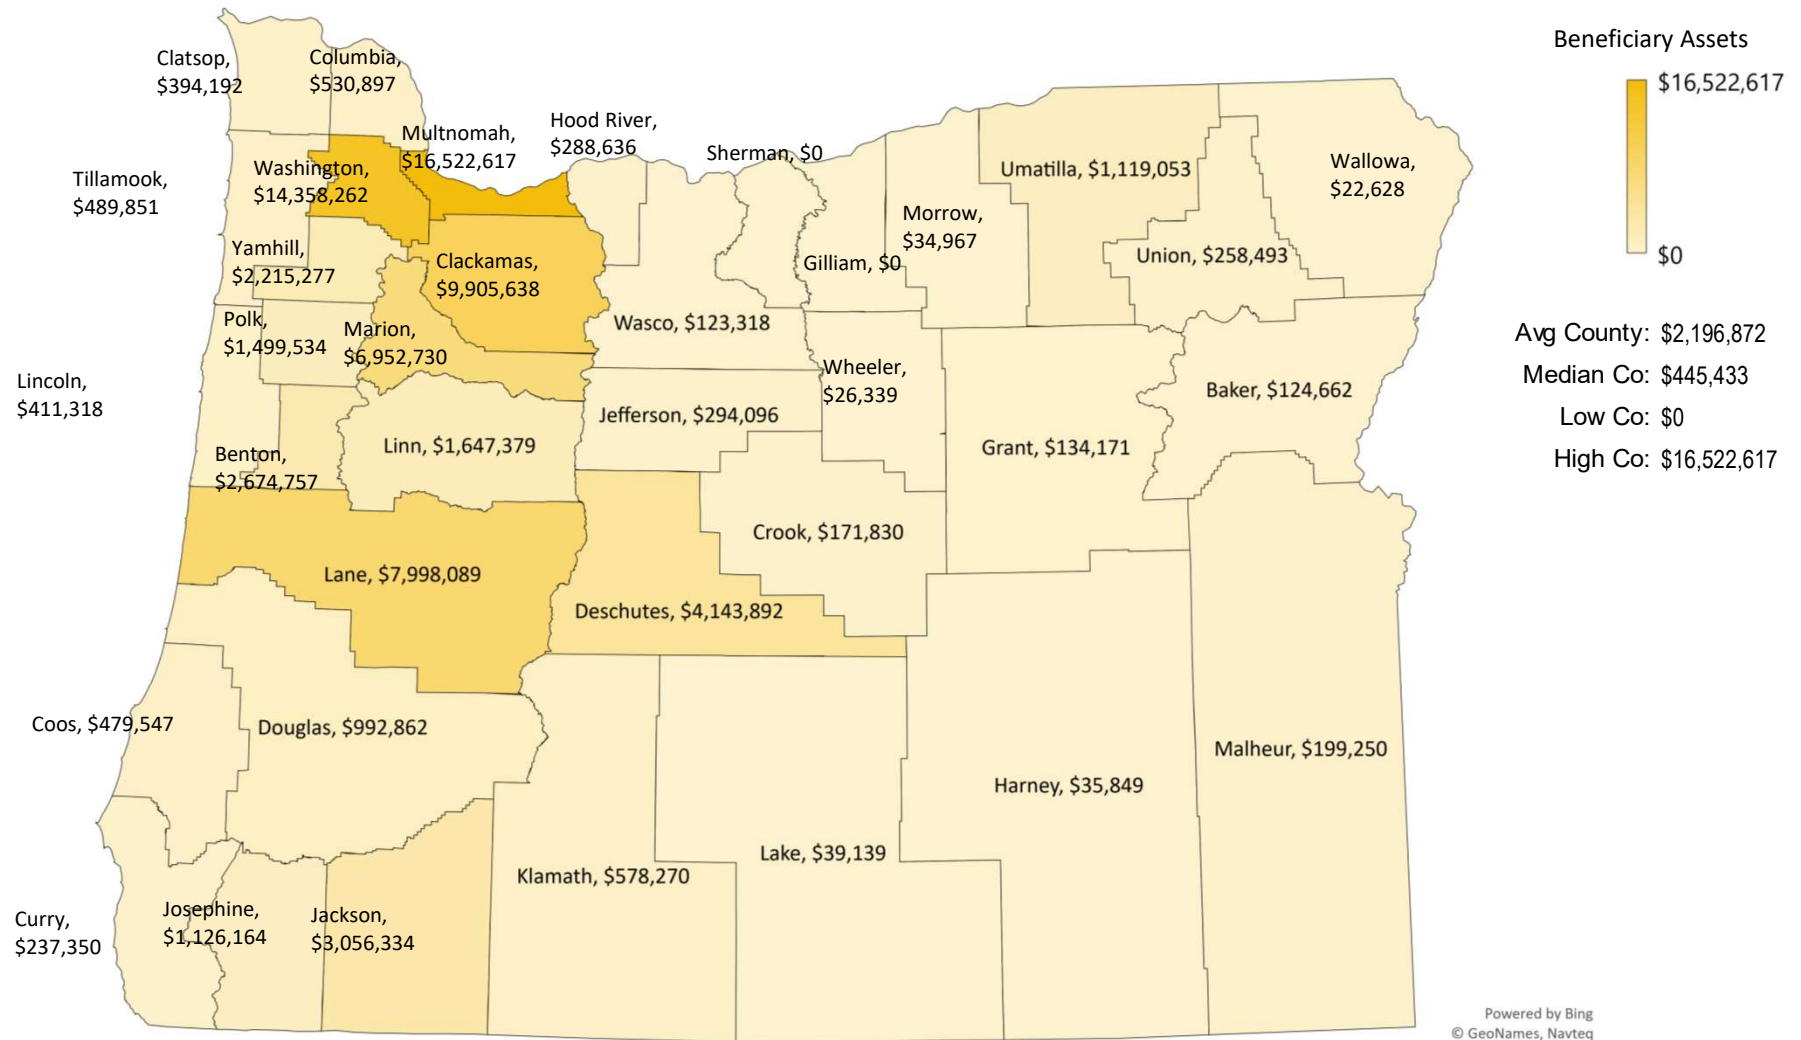 Clatsop,
$394,192
Columbia,
$530,897
Multnomah,
$16,522,617
Hood River,
$288,636
Sherman, $0
Umatilla, $1,119,053
Wallowa,
$22,628
Tillamook,
$489,851
Washington,
$14,358,262
Morrow,
$34,967
Yamhill,
$2,215,277
Clackamas,
$9,905,638
Gilliam, $0
Union, $258,493
Polk,
$1,499,534
Marion,
$6,952,730
Wasco, $123,318
Wheeler,
$26,339
Baker, $124,662
Lincoln,
$411,318
Jefferson, $294,096
Linn, $1,647,379
Grant, $134,171
Benton,
$2,674,757
Crook, $171,830
Lane, $7,998,089
Deschutes, $4,143,892
Coos, $479,547
Douglas, $992,862
Malheur, $199,250
Harney, $35,849
Lake, $39,139
Klamath, $578,270
Curry,
$237,350
Josephine,
$1,126,164
Jackson,
$3,056,334
Beneficiary Assets
$16,522,617
$0
Avg County: $2,196,872
Median Co: $445,433
Low Co: $0
High Co: $16,522,617
Powered by Bing
© GeoNames, Navteq